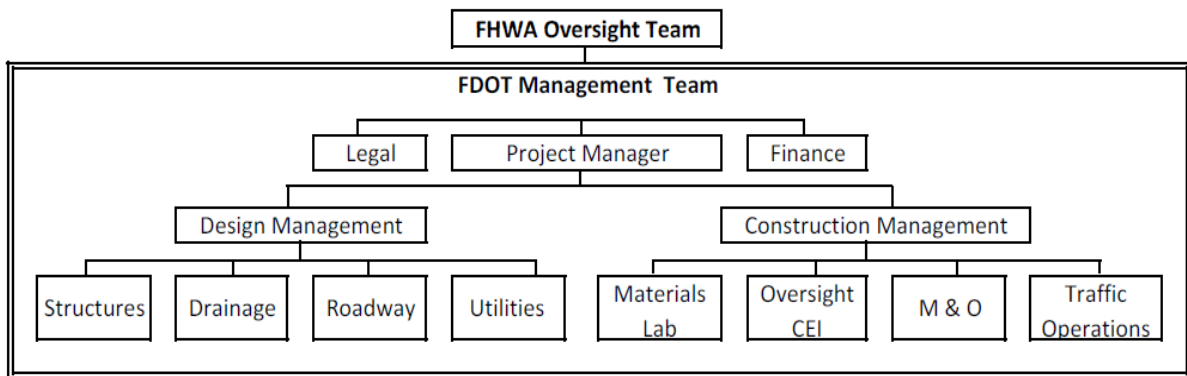 FHWA Oversight Team
FDOT Management Team
Legal
Project Manager
Finance
Design Management
Construction Management
Structures
Drainage
Roadway
Utilities
Materials
Lab
Oversight
CEI
M & O
Traffic
Operations